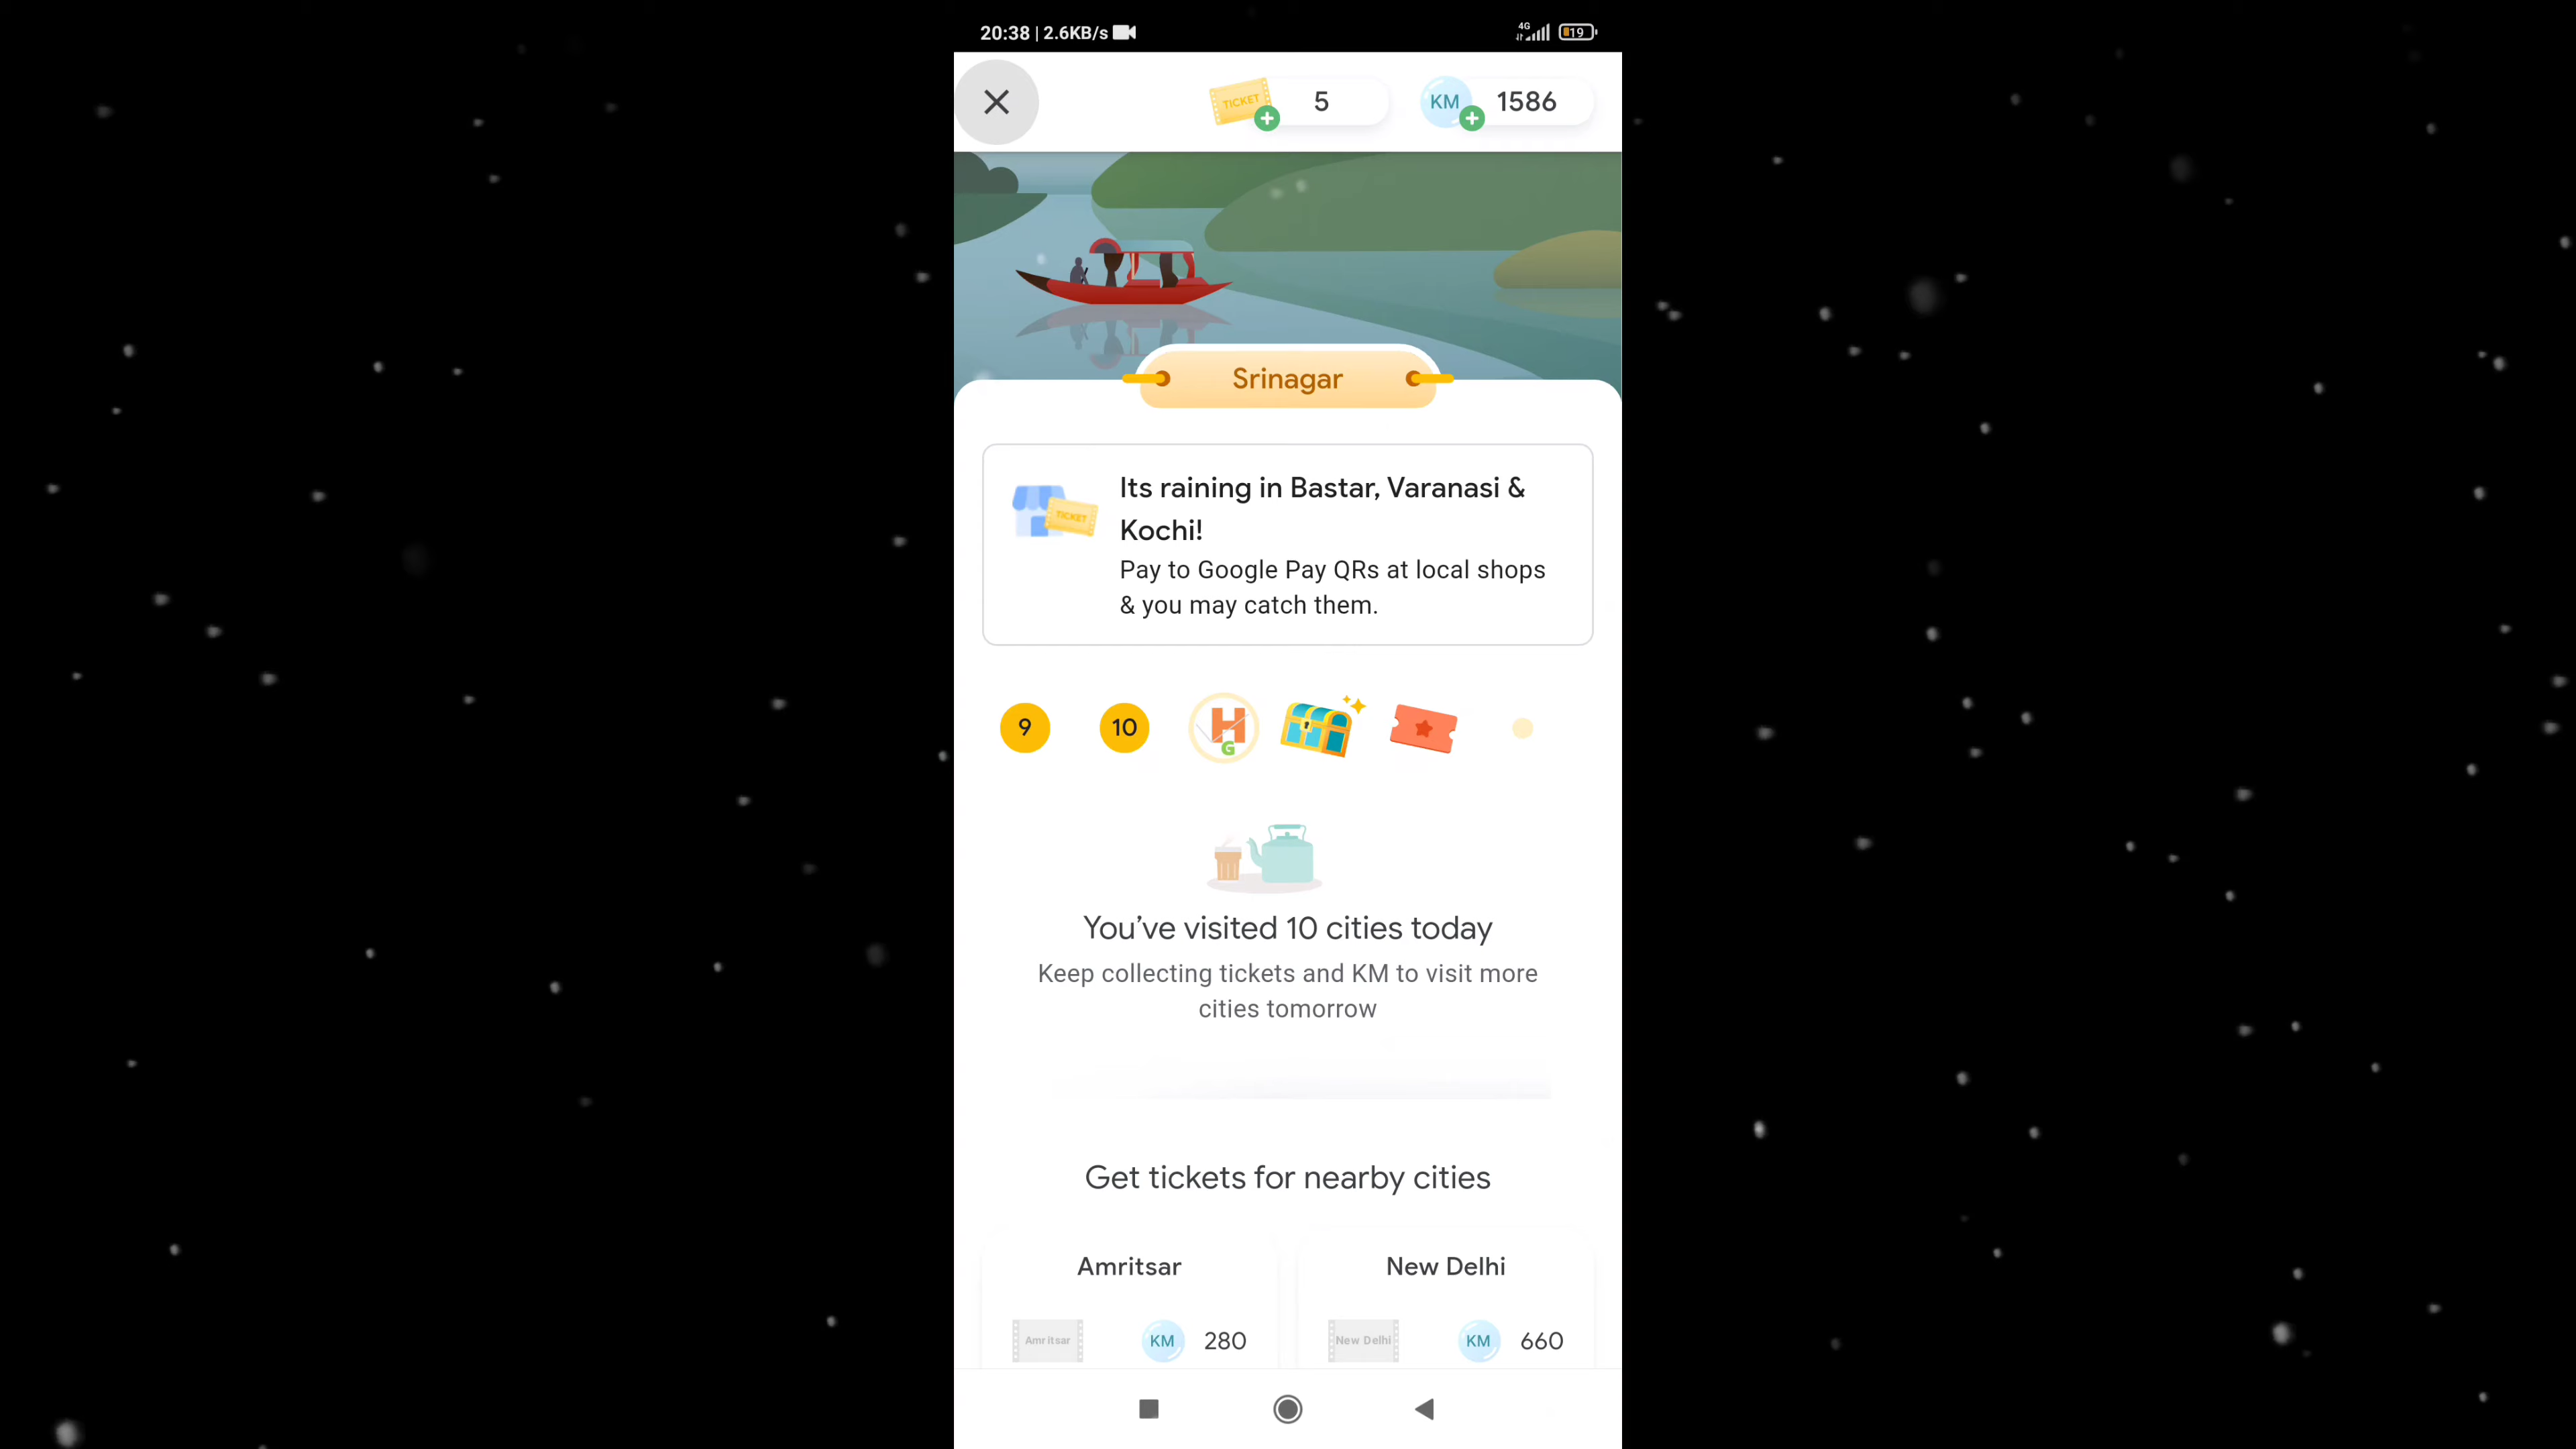 20:38 | 2.6KB/s
4G
19
TICKET
5
KM
1586
Srinagar
Its raining in Bastar, Varanasi &
Kochi!
TICKET
Pay to Google Pay QRs at local shops
& you may catch them.
9
10
H
G
You’ve visited 10 cities today
Keep collecting tickets and KM to visit more
cities tomorrow
Get tickets for nearby cities
Amritsar
New Delhi
Amritsar
KM
280
New Delhi
KM
660